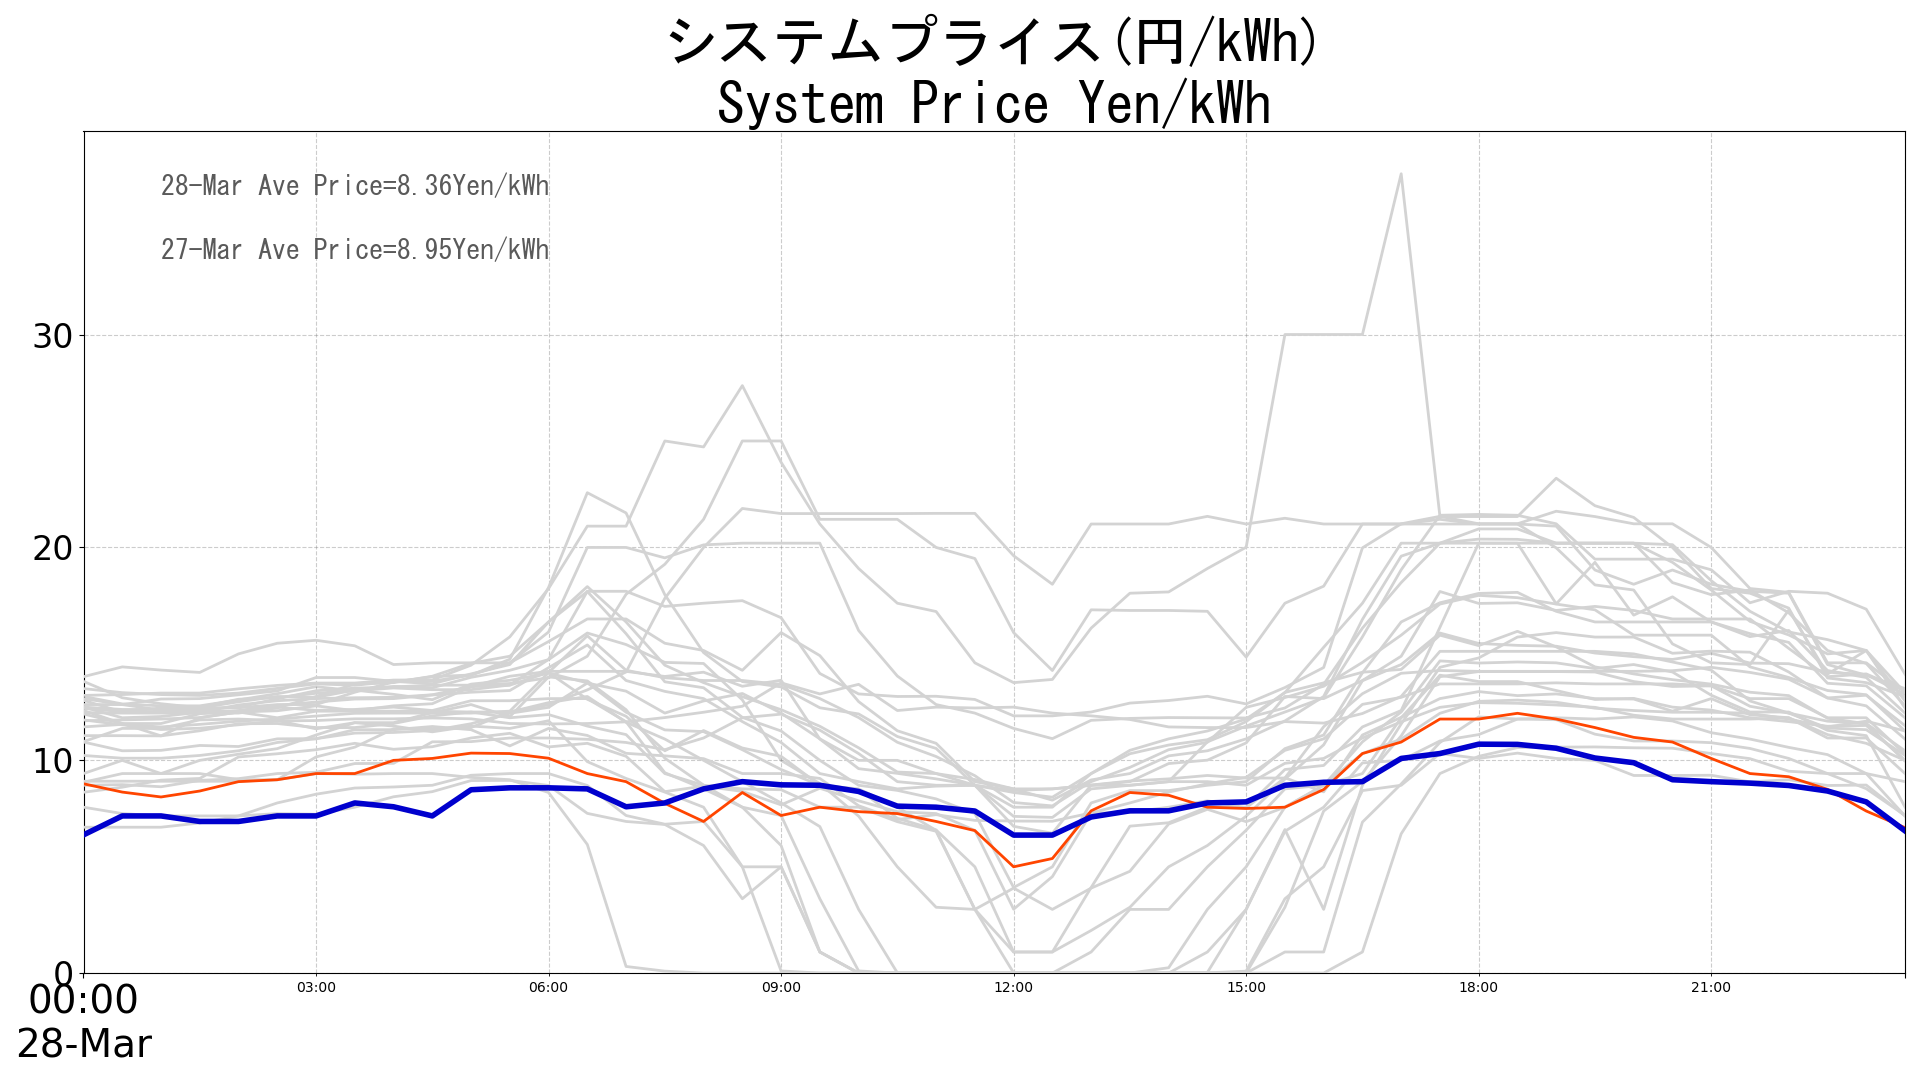 システムプライス(円/kWh)
System Price Yen/kWh
28-Mar Ave Price=8.36Yen/kWh
27-Mar Ave Price=8.95Yen/kWh
30
20
10
0
00:00 03:00 06:00 09:00 12:00 15:00 18:00 21:00
28-Mar